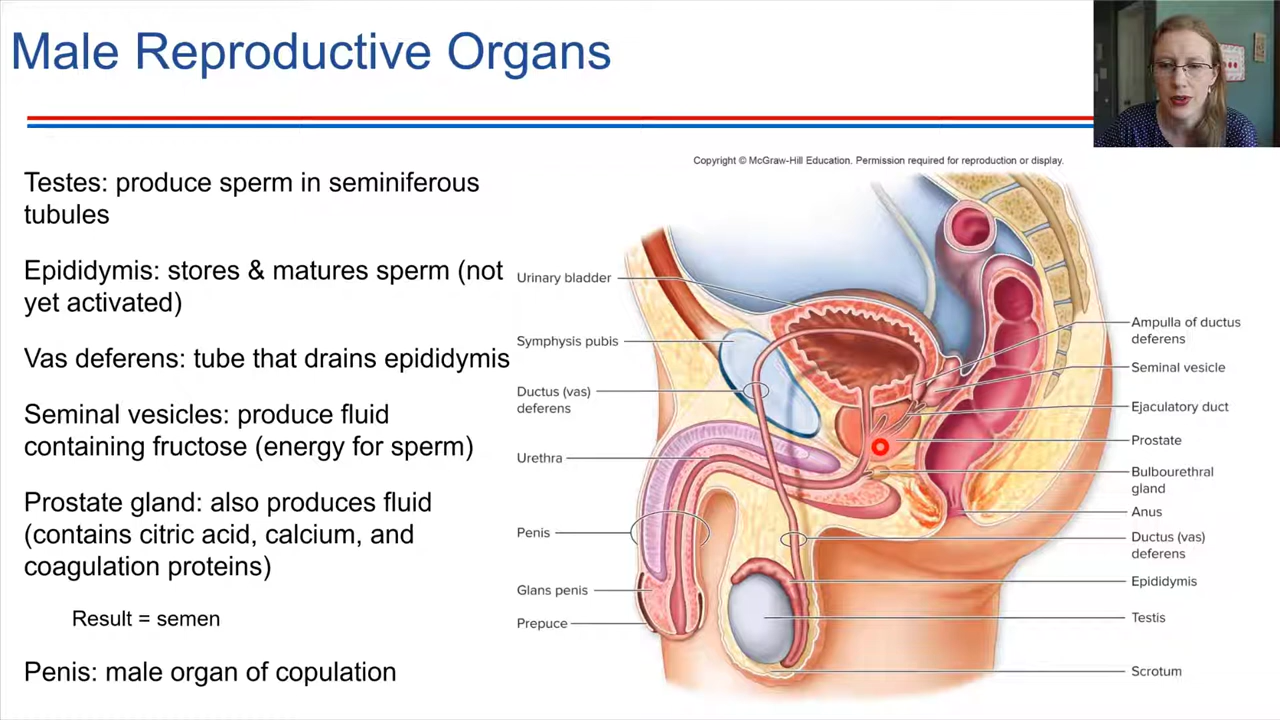 Male Reproductive Organs
Testes: produce sperm in seminiferous
tubules
Epididymis: stores & matures sperm (not
yet activated)
Vas deferens: tube that drains epididymis
Seminal vesicles: produce fluid
containing fructose (energy for sperm)
Prostate gland: also produces fluid
(contains citric acid, calcium, and
coagulation proteins)
Result = semen
Penis: male organ of copulation
Copyright © McGraw-Hill Education. Permission required for reproduction or display.
Urinary bladder
Symphysis pubis
Ductus (vas)
deferens
Urethra
Penis
Glans penis
Prepuce
Ampulla of ductus
deferens
Seminal vesicle
Ejaculatory duct
Prostate
Bulbourethral
gland
Anus
Ductus (vas)
deferens
Epididymis
Testis
Scrotum